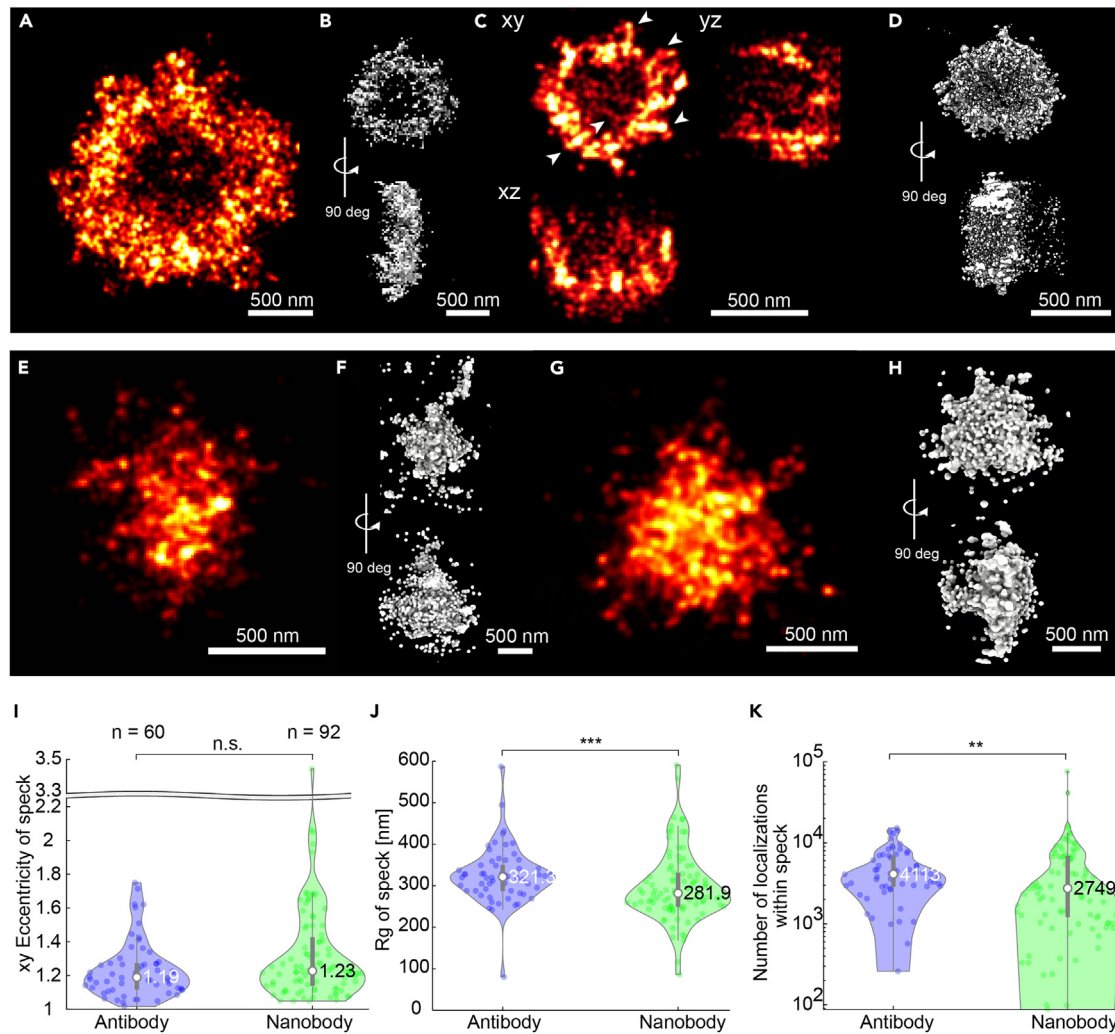 A
B
C
xy
yz
D
90 deg
xz
90 deg
500 nm
500 nm
500 nm
500 nm
E
F
G
H
90 deg
90 deg
500 nm
500 nm
500 nm
500 nm
I
n = 60
n = 92
n.s.
xy Eccentricity of speck
3.5
3.3
2.2
2
1.8
1.6
1.4
1.2
1
1.19
1.23
Antibody
Nanobody
J
***
Rg of speck [nm]
600
500
400
300
200
100
0
321.3
281.9
Antibody
Nanobody
K
**
Number of localizations
within speck
10^5
10^4
10^3
10^2
4113
2749
Antibody
Nanobody